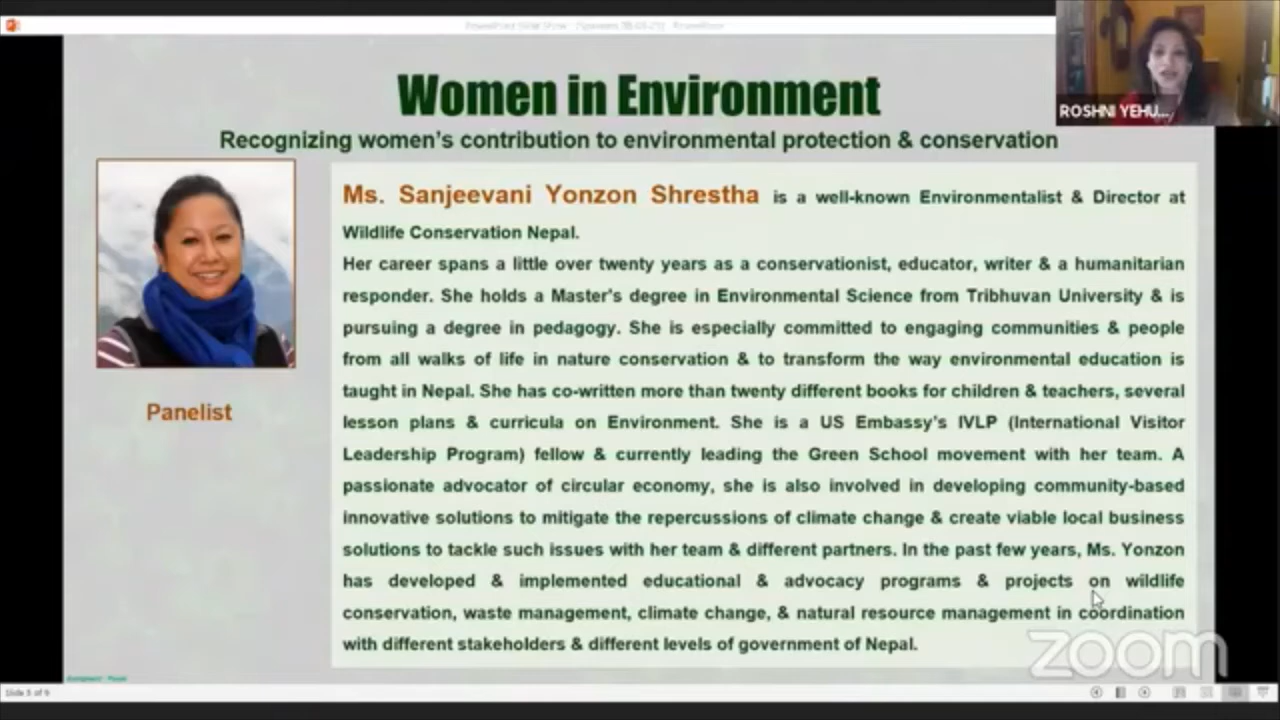 Women in Environment
ROSHNI YEHU...
Recognizing women's contribution to environmental protection & conservation
Ms. Sanjeevani Yonzon Shrestha is a well-known Environmentalist & Director at
Wildlife Conservation Nepal.
Her career spans a little over twenty years as a conservationist, educator, writer & a humanitarian
responder. She holds a Master's degree in Environmental Science from Tribhuvan University & is
pursuing a degree in pedagogy. She is especially committed to engaging communities & people
from all walks of life in nature conservation & to transform the way environmental education is
taught in Nepal. She has co-written more than twenty different books for children & teachers, several
lesson plans & curricula on Environment. She is a US Embassy's IVLP (International Visitor
Leadership Program) fellow & currently leading the Green School movement with her team. A
passionate advocator of circular economy, she is also involved in developing community-based
innovative solutions to mitigate the repercussions of climate change & create viable local business
solutions to tackle such issues with her team & different partners. In the past few years, Ms. Yonzon
has developed & implemented educational & advocacy programs & projects on wildlife
conservation, waste management, climate change, & natural resource management in coordination
with different stakeholders & different levels of government of Nepal.
Panelist
zoom
Slide 5 of 9